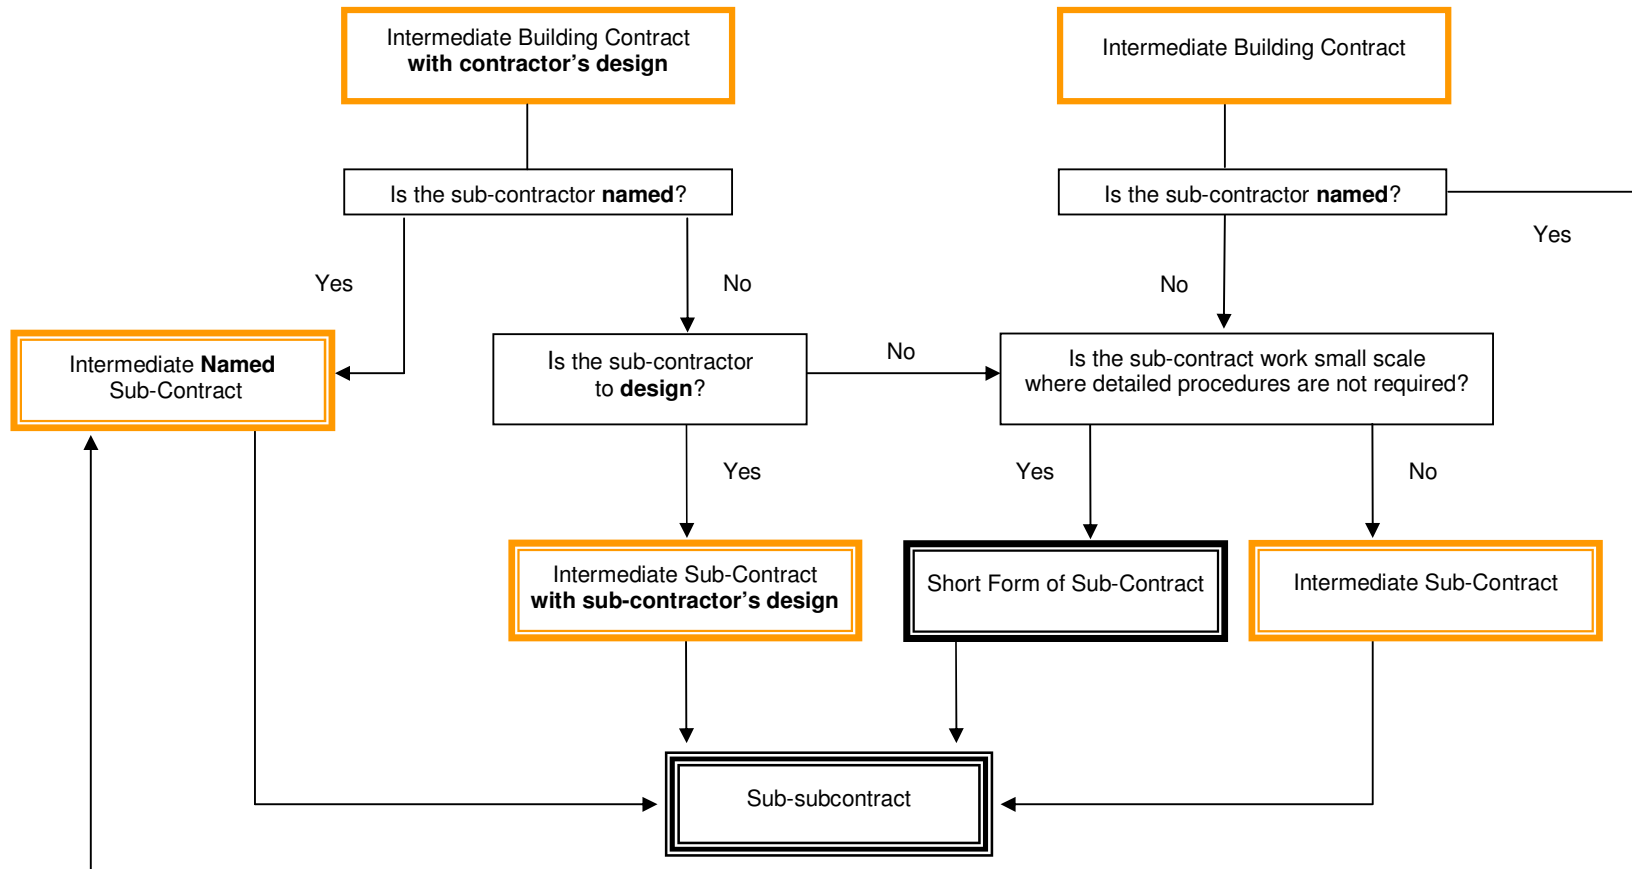 Intermediate Building Contract
with contractor’s design
Intermediate Building Contract
Is the sub-contractor named?
Is the sub-contractor named?
Yes
Yes
No
No
Intermediate Named
Sub-Contract
Is the sub-contractor
to design?
No
Is the sub-contract work small scale
where detailed procedures are not required?
Yes
Yes
No
Intermediate Sub-Contract
with sub-contractor’s design
Short Form of Sub-Contract
Intermediate Sub-Contract
Sub-subcontract